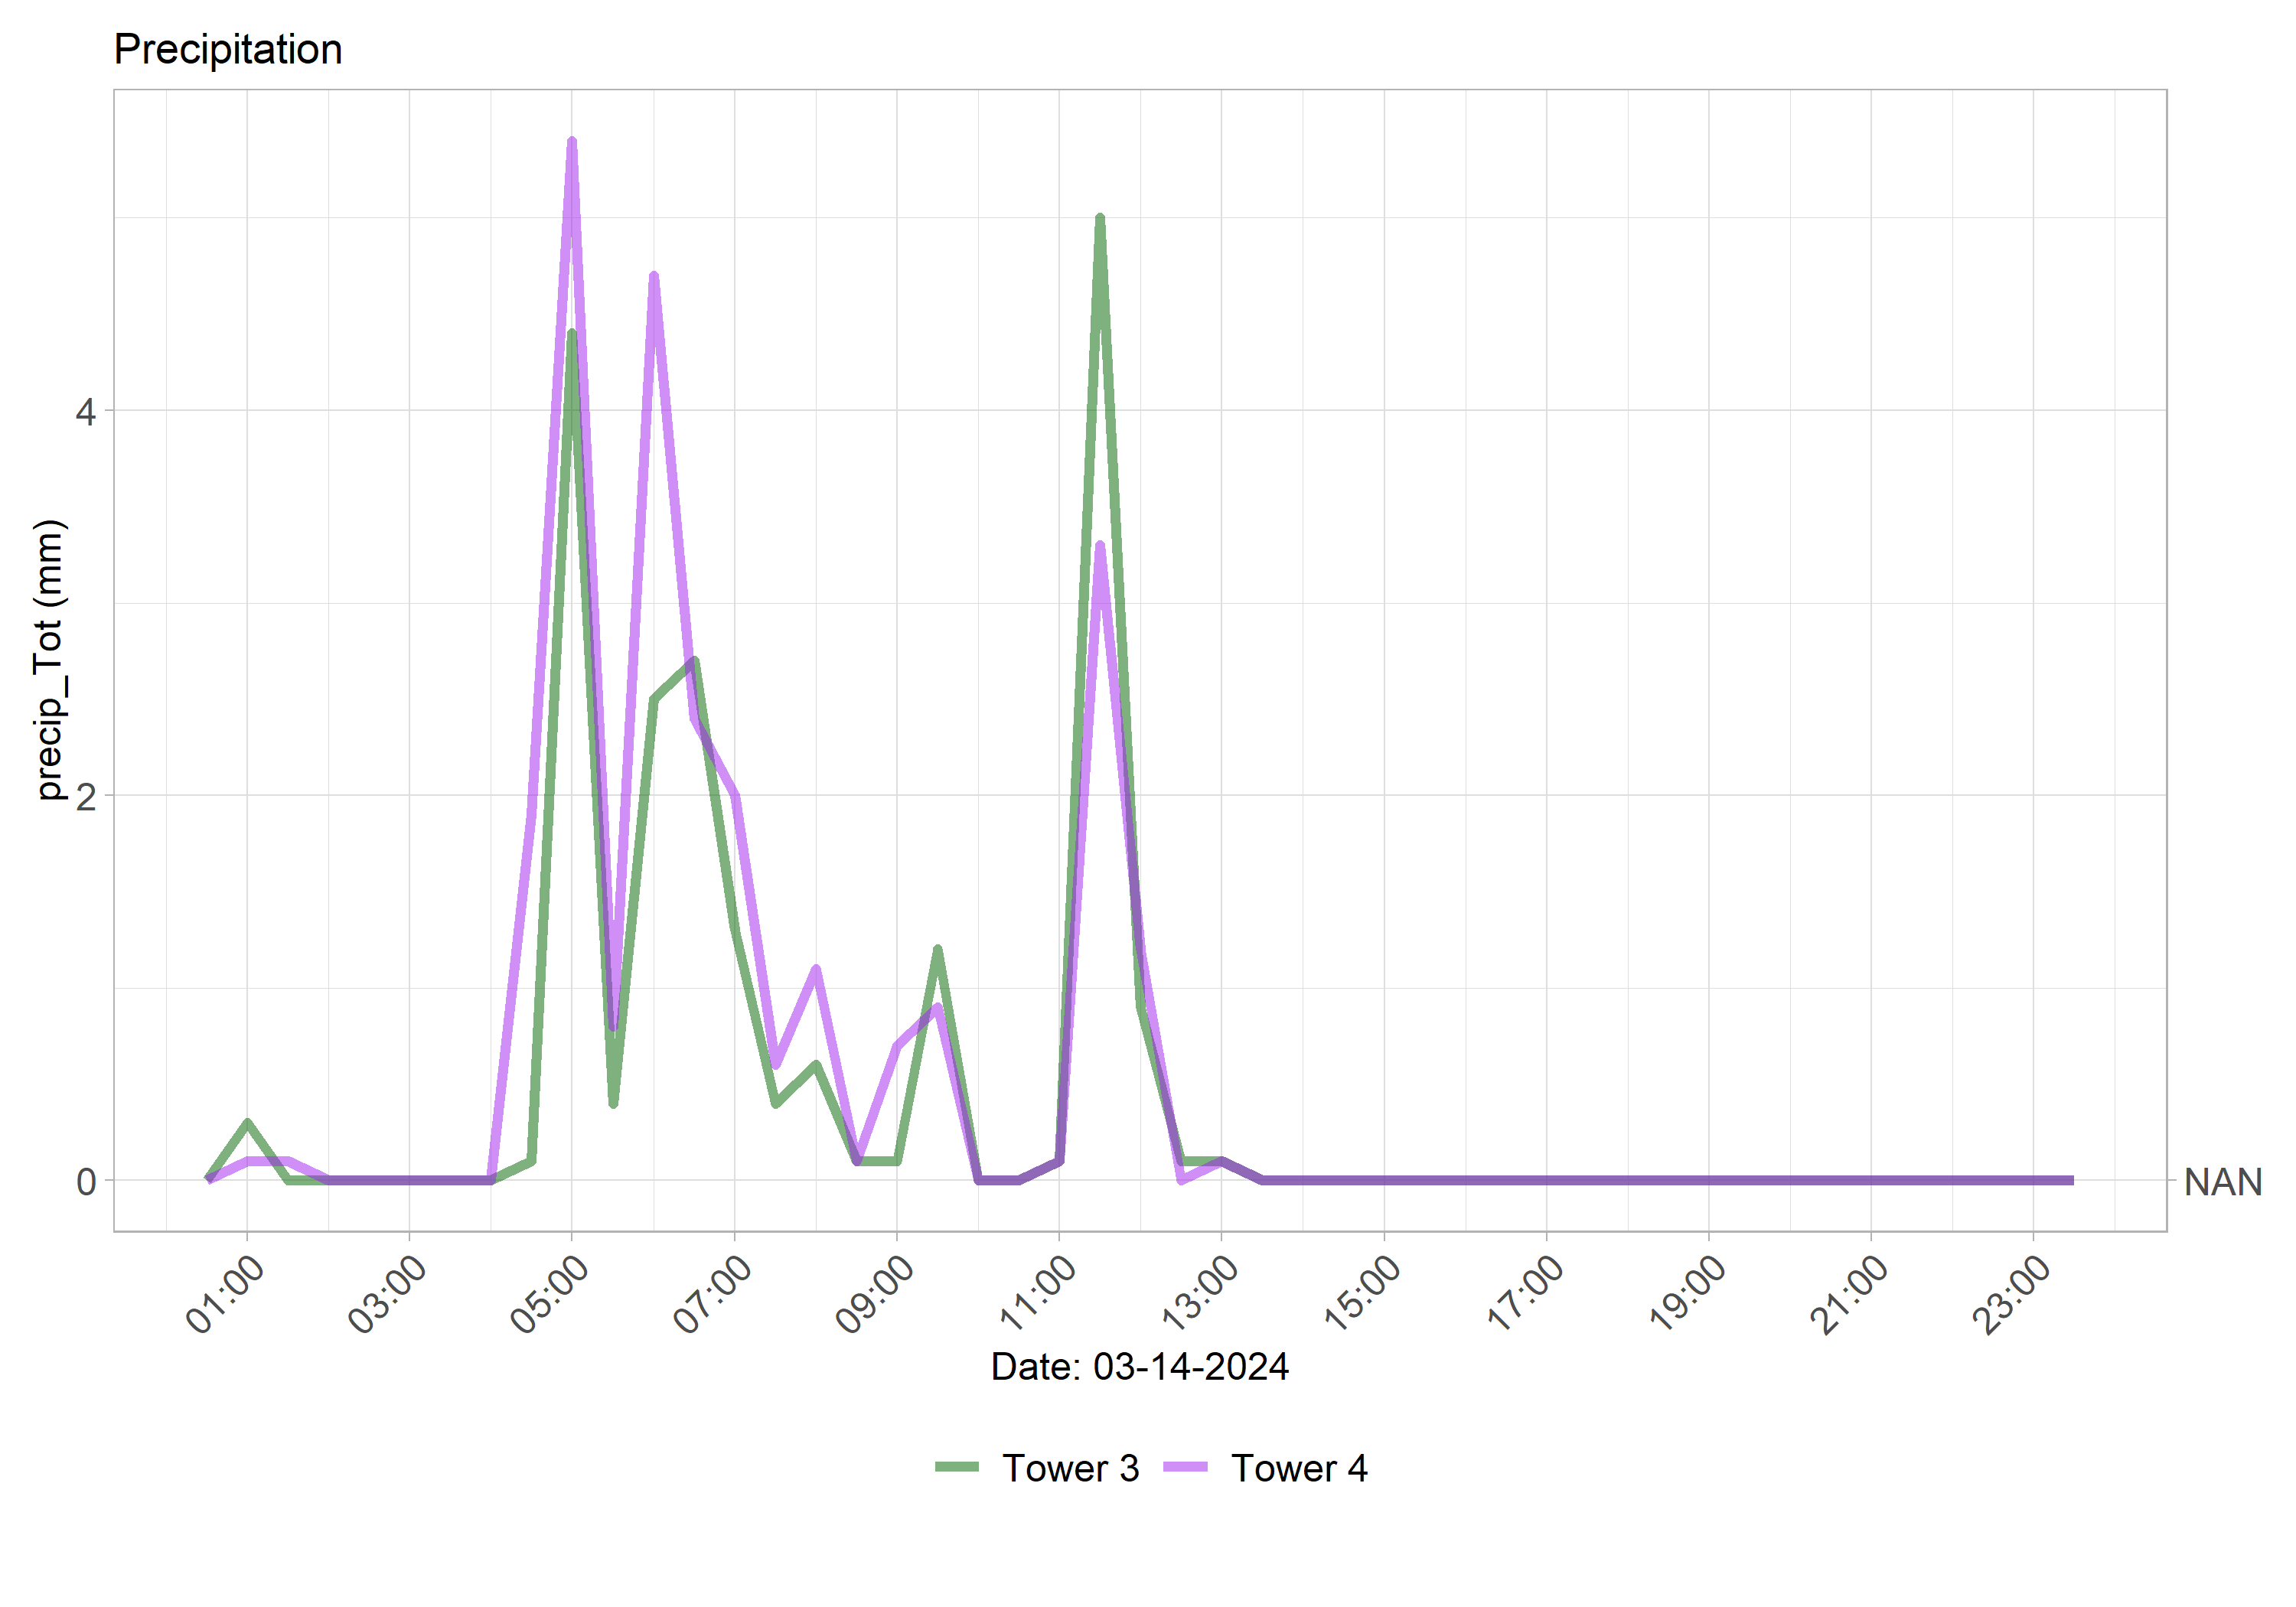 Precipitation
precip_Tot (mm)
4
2
0
NAN
01:00 03:00 05:00 07:00 09:00 11:00 13:00 15:00 17:00 19:00 21:00 23:00
Date: 03-14-2024
Tower 3 Tower 4